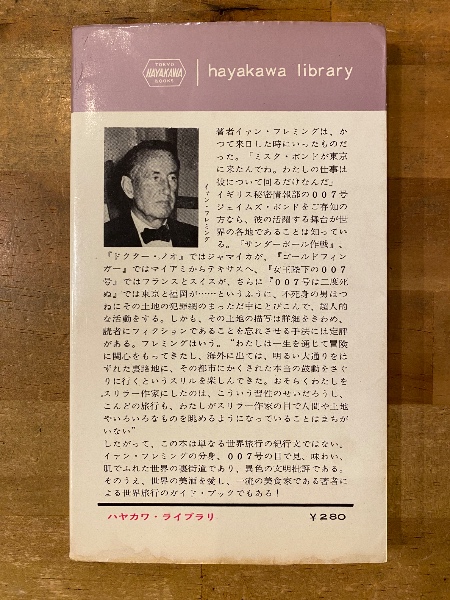 TOKYO
HAYAKAWA
BOOKS
hayakawa library
イァン・フレミング
著者イァン・フレミングは、か
つて来日した時にいったものだ
った。「ミスタ・ボンドが東京
に来たんでね。わたしの仕事は
彼について回るだけなんだ」
イギリス秘密情報部の００７号
ジェイムズ・ボンドをご存知の
方なら、彼の活躍する舞台が世
界の各地であることは知ってい
る。『サンダーボール作戦』、
『ドクター・ノオ』ではジャマイカが、『ゴールドフィン
ガー』ではマイアミからテキサスへ、『女王陛下の００７
号』ではフランスとスイスが、さらに『００７号は二度死
ぬ』では東京と福岡が……というふうに、不死身の男はつ
ねにその土地の犯罪網のまっただ中にとびこんで、超人的
な活動をする。しかも、その土地の描写は鮮麗をきわめ、
読者にフィクションであることを忘れさせる手法には定評
がある。フレミングはいう。“わたしは一生を通じて冒険
に関心をもってきたし、海外に出ては、明るい大通りをは
ずれた裏路地に、その都市にかくされた本当の鼓動をさぐ
りに行くというスリルを楽しんできた。おそらくわたしを
スリラー作家にしたのは、こういう習性のせいだろうし、
こんどの旅行も、わたしがスリラー作家の目で人間や土地
やいろいろなものを眺めるようになっていることはまちが
いない”
したがって、この本は単なる世界旅行の紀行文ではない。
イァン・フレミングの分身、００７号の目で見、味わい、
肌でふれた世界の裏街道であり、異色の文明批評である。
そのうえ、世界の美酒を愛し、一流の美食家である著者に
よる世界旅行のガイド・ブックでもある！
ハヤカワ・ライブラリ
￥280